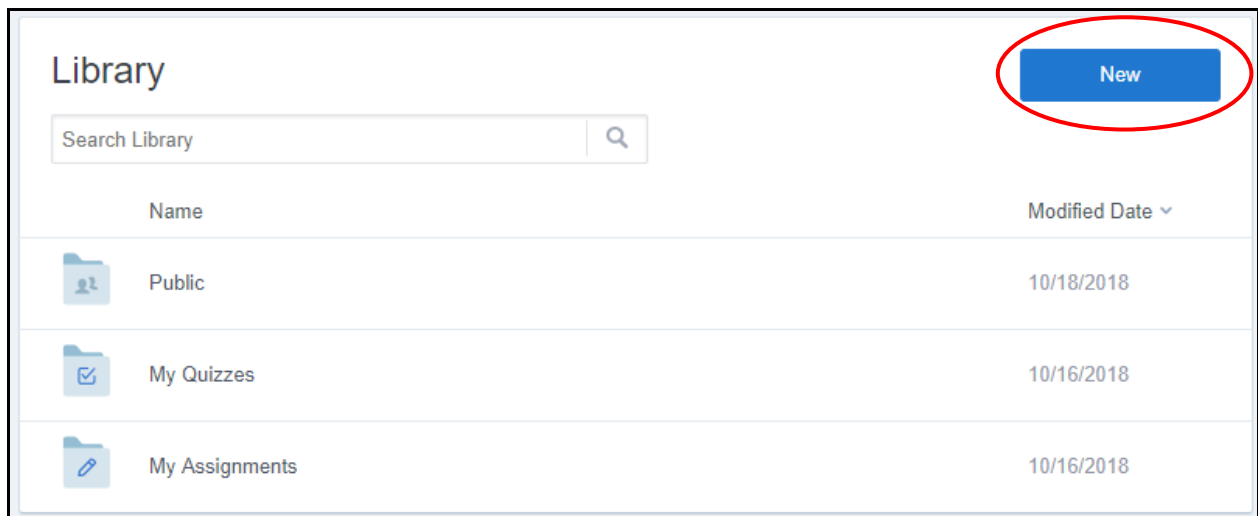 Library
New
Search Library
Name Modified Date
Public 10/18/2018
My Quizzes 10/16/2018
My Assignments 10/16/2018